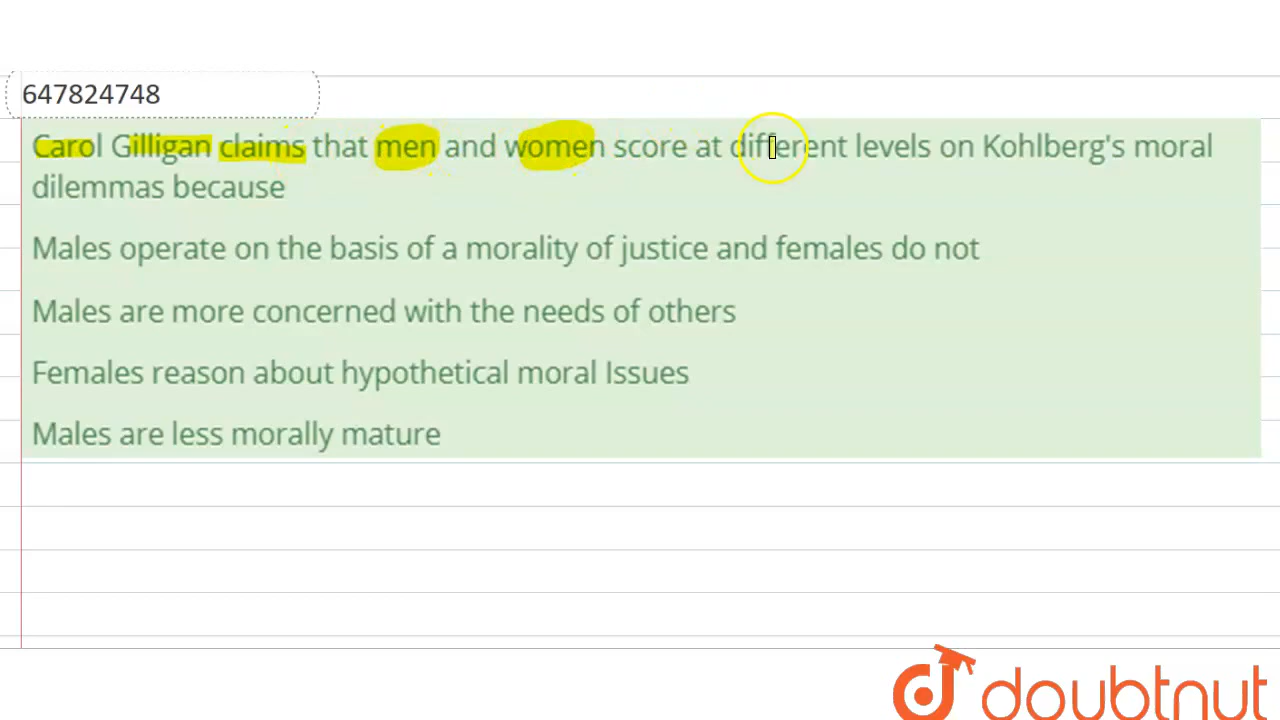 647824748
Carol Gilligan claims that men and women score at different levels on Kohlberg's moral
dilemmas because
Males operate on the basis of a morality of justice and females do not
Males are more concerned with the needs of others
Females reason about hypothetical moral Issues
Males are less morally mature
doubtnut